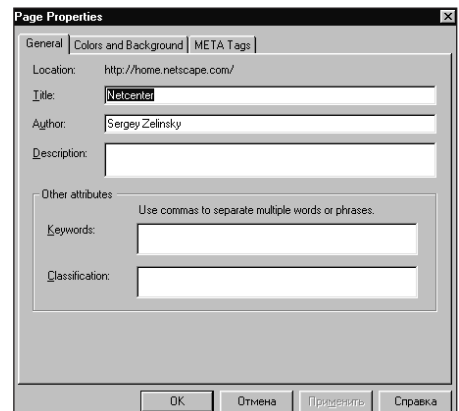 Page Properties
General Colors and Background META Tags
Location: http://home.netscape.com/
Title: Netcenter
Author: Sergey Zelinsky
Description:
Other attributes
Use commas to separate multiple words or phrases.
Keywords:
Classification:
OK Отмена Применить Справка